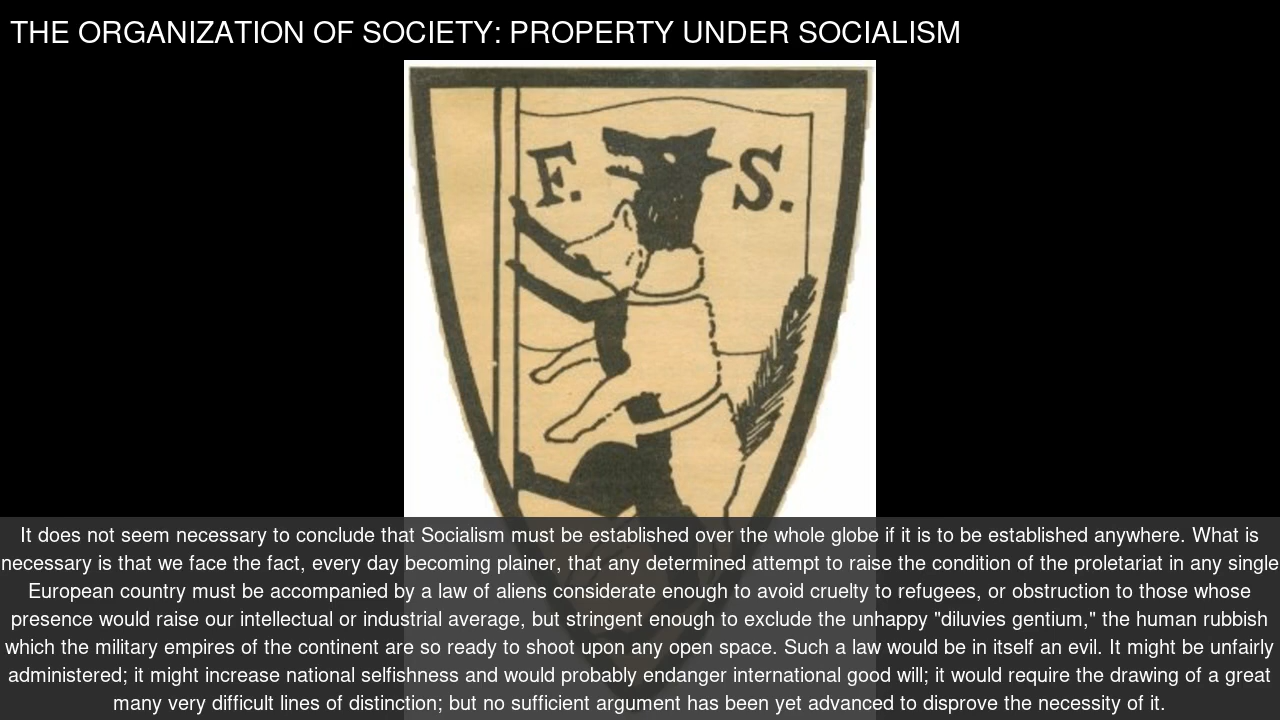 THE ORGANIZATION OF SOCIETY: PROPERTY UNDER SOCIALISM
F. S.
It does not seem necessary to conclude that Socialism must be established over the whole globe if it is to be established anywhere. What is
necessary is that we face the fact, every day becoming plainer, that any determined attempt to raise the condition of the proletariat in any single
European country must be accompanied by a law of aliens considerate enough to avoid cruelty to refugees, or obstruction to those whose
presence would raise our intellectual or industrial average, but stringent enough to exclude the unhappy "diluvies gentium," the human rubbish
which the military empires of the continent are so ready to shoot upon any open space. Such a law would be in itself an evil. It might be unfairly
administered; it might increase national selfishness and would probably endanger international good will; it would require the drawing of a great
many very difficult lines of distinction; but no sufficient argument has been yet advanced to disprove the necessity of it.